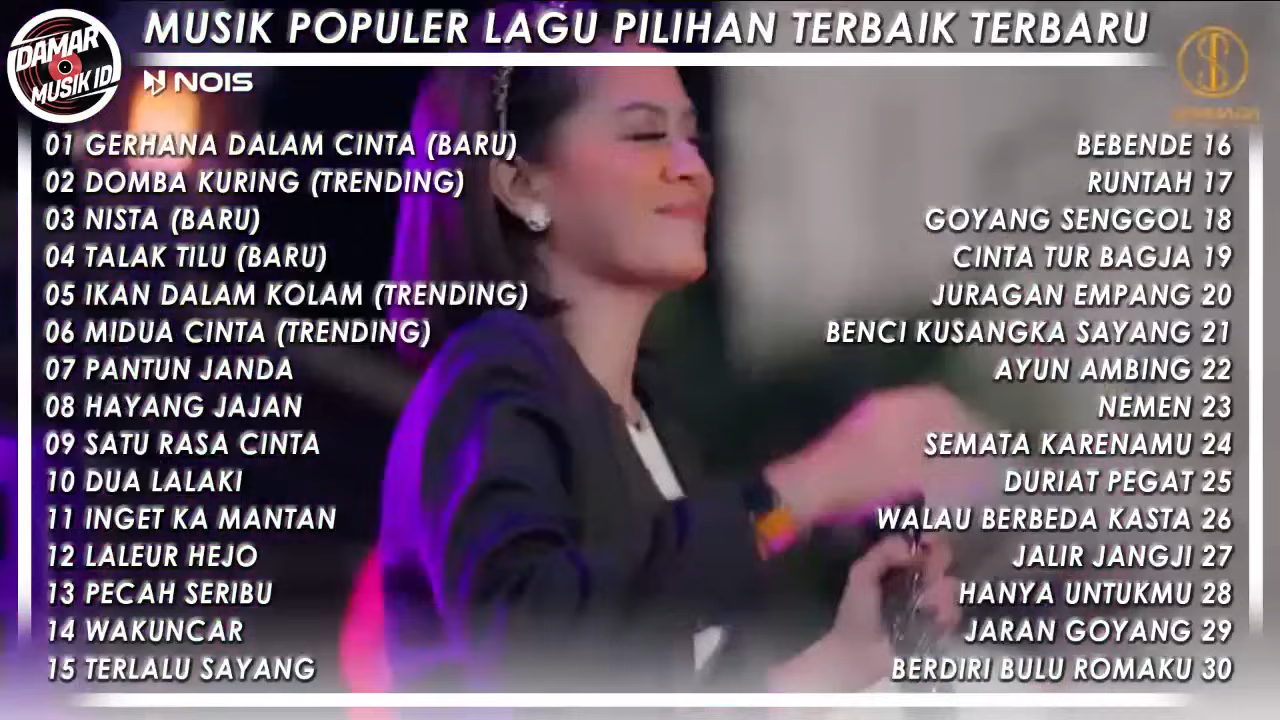 DAMAR
MUSIK ID
MUSIK POPULER LAGU PILIHAN TERBAIK TERBARU
NOIS
01 GERHANA DALAM CINTA (BARU)
02 DOMBA KURING (TRENDING)
03 NISTA (BARU)
04 TALAK TILU (BARU)
05 IKAN DALAM KOLAM (TRENDING)
06 MIDUA CINTA (TRENDING)
07 PANTUN JANDA
08 HAYANG JAJAN
09 SATU RASA CINTA
10 DUA LALAKI
11 INGET KA MANTAN
12 LALEUR HEJO
13 PECAH SERIBU
14 WAKUNCAR
15 TERLALU SAYANG
BEBENDE 16
RUNTAH 17
GOYANG SENGGOL 18
CINTA TUR BAGJA 19
JURAGAN EMPANG 20
BENCI KUSANGKA SAYANG 21
AYUN AMBING 22
NEMEN 23
SEMATA KARENAMU 24
DURIAT PEGAT 25
WALAU BERBEDA KASTA 26
JALIR JANGJI 27
HANYA UNTUKMU 28
JARAN GOYANG 29
BERDIRI BULU ROMAKU 30